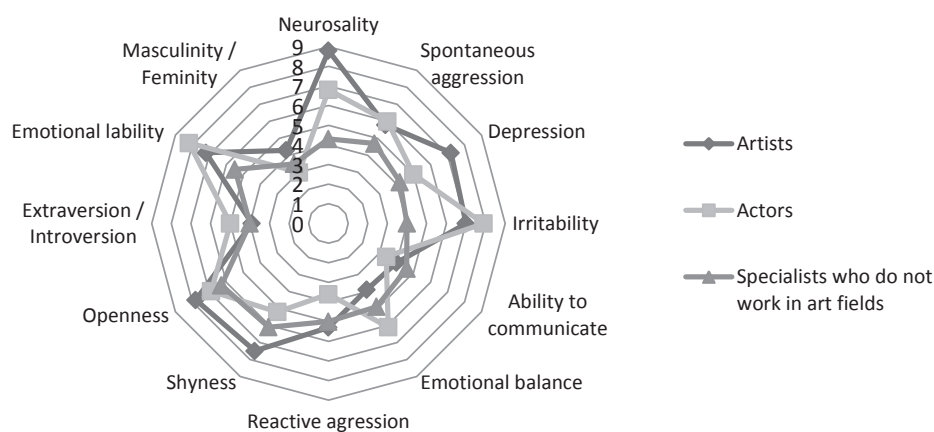 Neurosality
Spontaneous
aggression
Depression
Irritability
Ability to
communicate
Emotional balance
Reactive agression
Shyness
Openness
Extraversion /
Introversion
Emotional lability
Masculinity /
Feminity
9
8
7
6
5
4
3
2
1
0
Artists
Actors
Specialists who do not
work in art fields